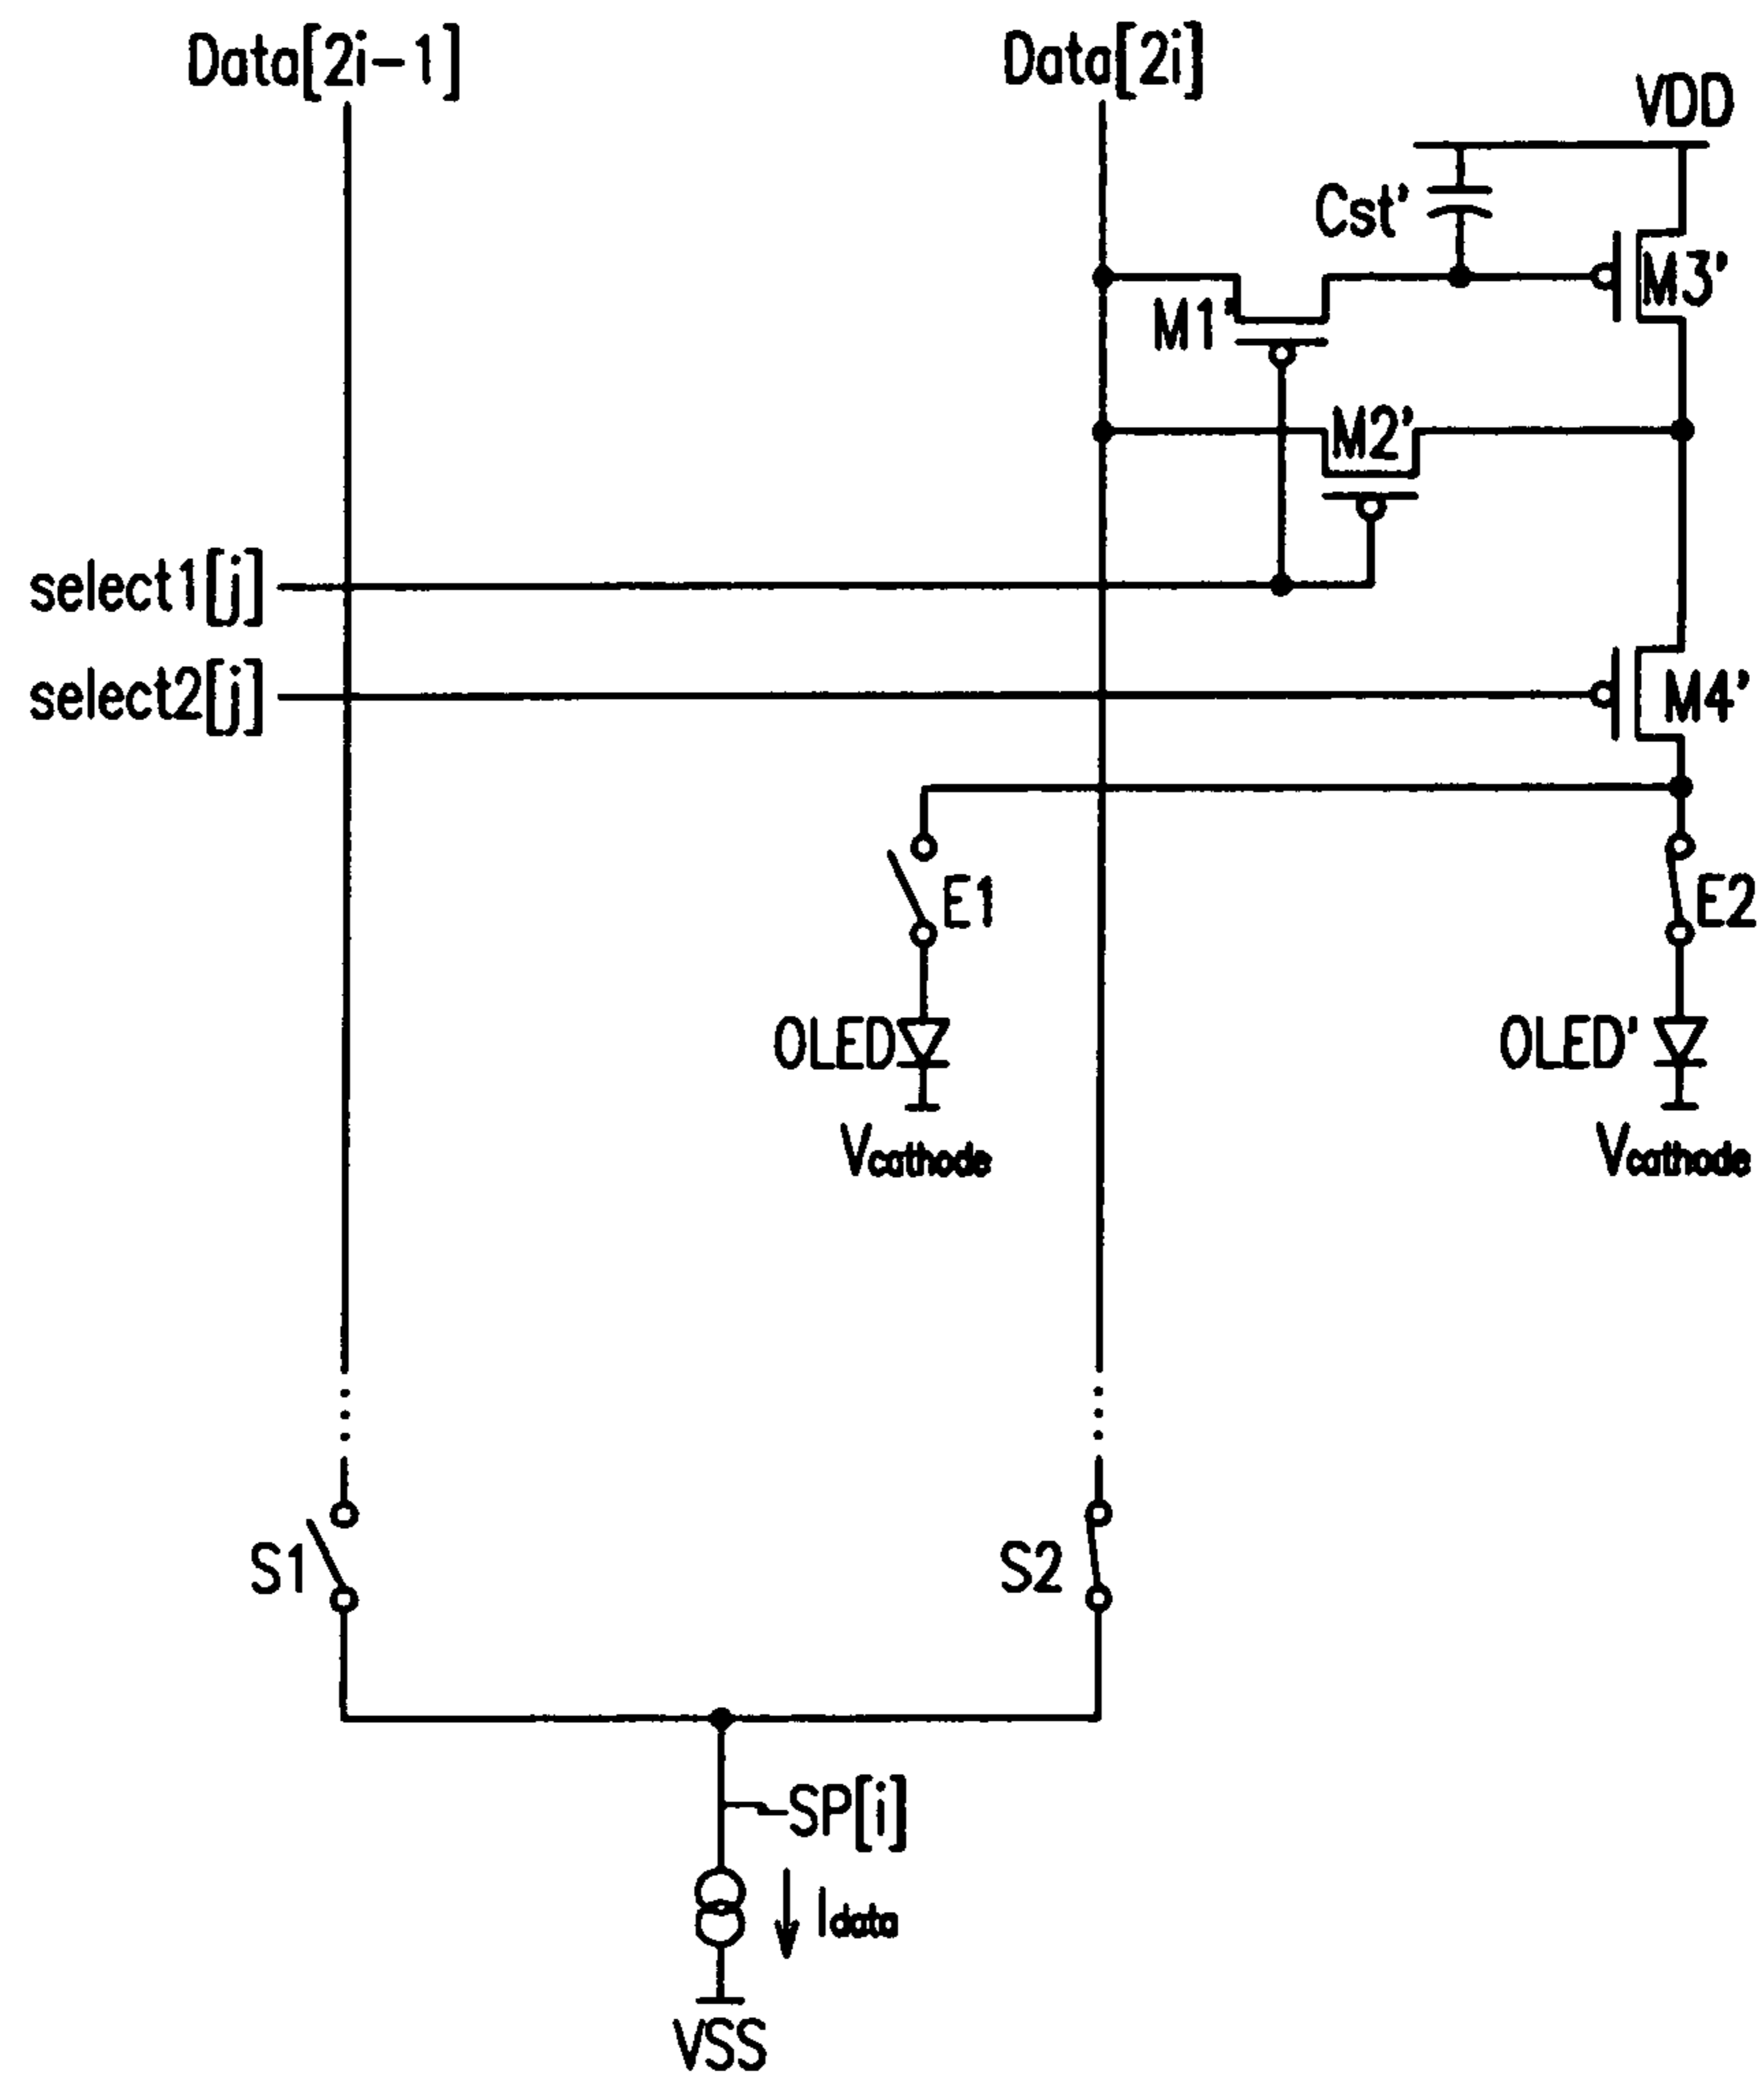 Data[2i-1]
Data[2i]
VDD
Cst'
M3'
M1'
M2'
select1[j]
select2[j]
M4'
E1
E2
OLED
OLED'
Vcathode
Vcathode
S1
S2
SP[i]
Idata
VSS